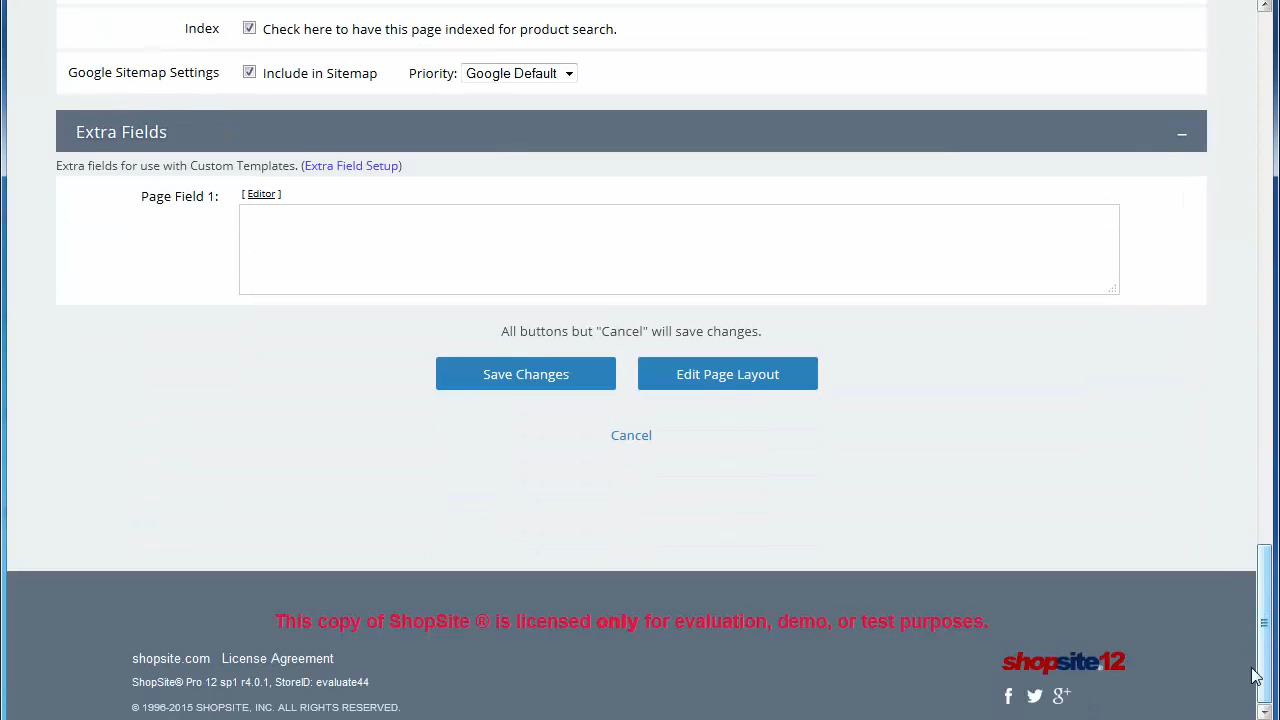 Index Check here to have this page indexed for product search.
Google Sitemap Settings Include in Sitemap Priority: Google Default
Extra Fields
Extra fields for use with Custom Templates. (Extra Field Setup)
Page Field 1: [ Editor ]
All buttons but "Cancel" will save changes.
Save Changes Edit Page Layout
Cancel
This copy of ShopSite ® is licensed only for evaluation, demo, or test purposes.
shopsite.com License Agreement
shopsite.12
ShopSite® Pro 12 sp1 r4.0.1, StoreID: evaluate44
© 1996-2015 SHOPSITE, INC. ALL RIGHTS RESERVED.